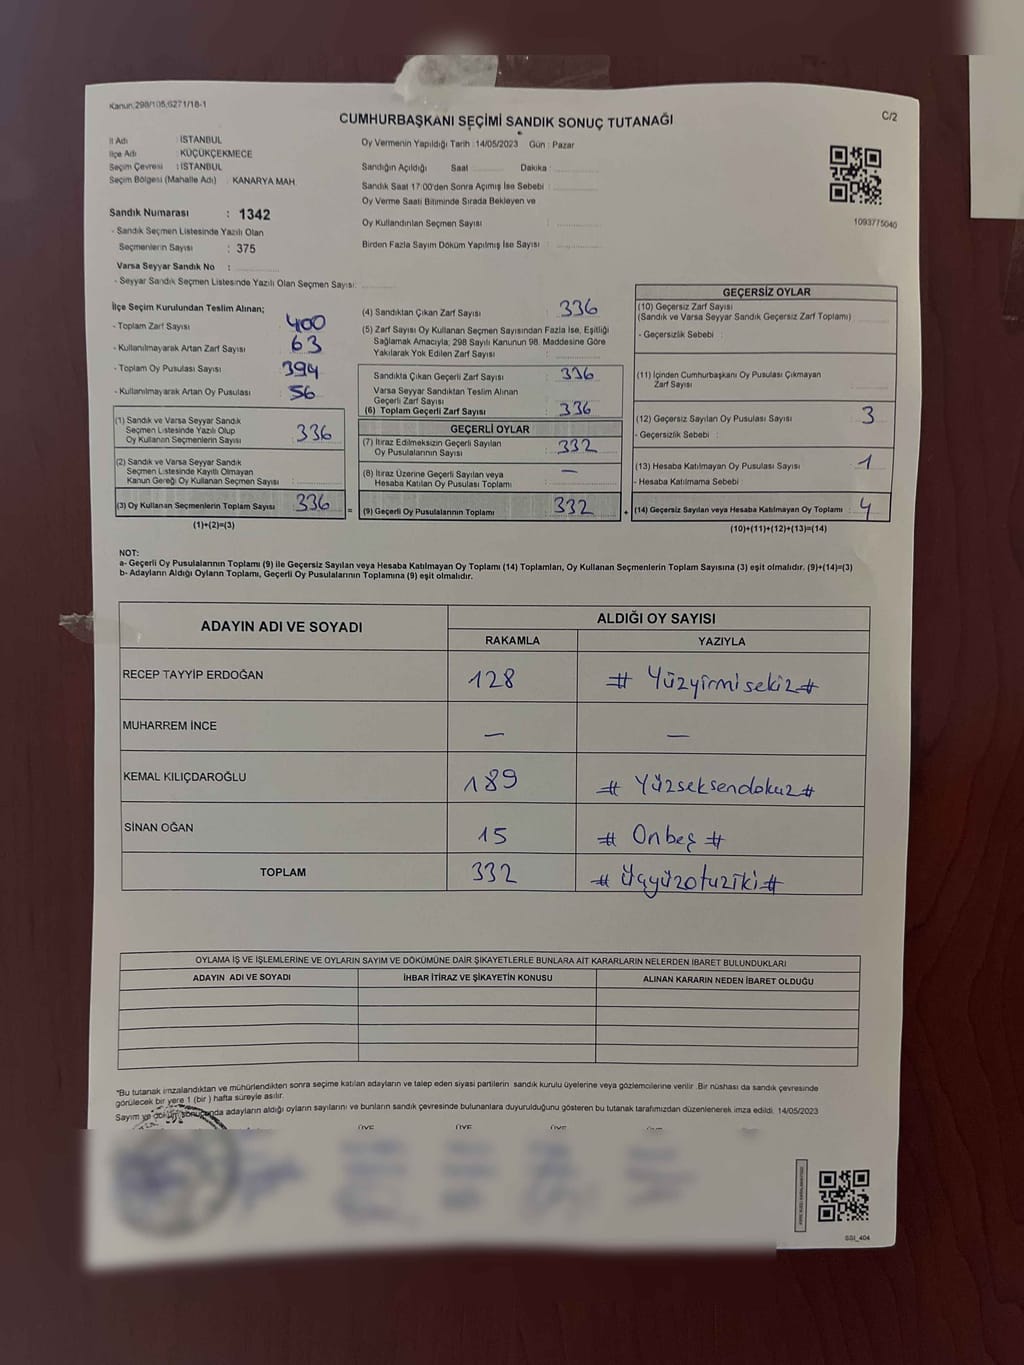 Kanun:298/105;6271/18-1
CUMHURBAŞKANI SEÇİMİ SANDIK SONUÇ TUTANAĞI
C/2
İl Adı : İSTANBUL
İlçe Adı : KÜÇÜKÇEKMECE
Seçim Çevresi : İSTANBUL
Seçim Bölgesi (Mahalle Adı) : KANARYA MAH.
Sandık Numarası : 1342
- Sandık Seçmen Listesinde Yazılı Olan
Seçmenlerin Sayısı : 375
Varsa Seyyar Sandık No :
- Seyyar Sandık Seçmen Listesinde Yazılı Olan Seçmen Sayısı:
Oy Vermenin Yapıldığı Tarih : 14/05/2023 Gün : Pazar
Sandığın Açıldığı Saat Dakika :
Sandık Saat 17:00'den Sonra Açımış İse Sebebi :
Oy Verme Saati Bitiminde Sırada Bekleyen ve
Oy Kullandırılan Seçmen Sayısı :
Birden Fazla Sayım Döküm Yapılmış İse Sayısı :
1093775040
İlçe Seçim Kurulundan Teslim Alınan;
- Toplam Zarf Sayısı : 400
- Kullanılmayarak Artan Zarf Sayısı : 63
- Toplam Oy Pusulası Sayısı : 394
- Kullanılmayarak Artan Oy Pusulası : 56
(1) Sandık ve Varsa Seyyar Sandık
Seçmen Listesinde Yazılı Olup
Oy Kullanan Seçmenlerin Sayısı : 336
(2) Sandık ve Varsa Seyyar Sandık
Seçmen Listesinde Kayıtlı Olmayan
Kanun Gereği Oy Kullanan Seçmen Sayısı :
(3) Oy Kullanan Seçmenlerin Toplam Sayısı : 336
(1)+(2)=(3)
(4) Sandıktan Çıkan Zarf Sayısı : 336
(5) Zarf Sayısı Oy Kullanan Seçmen Sayısından Fazla İse, Eşitliği
Sağlamak Amacıyla; 298 Sayılı Kanunun 98. Maddesine Göre
Yakılarak Yok Edilen Zarf Sayısı :
Sandıkta Çıkan Geçerli Zarf Sayısı : 336
Varsa Seyyar Sandıktan Teslim Alınan
Geçerli Zarf Sayısı :
(6) Toplam Geçerli Zarf Sayısı : 336
GEÇERLİ OYLAR
(7) İtiraz Edilmeksizin Geçerli Sayılan
Oy Pusulalarının Sayısı : 332
(8) İtiraz Üzerine Geçerli Sayılan veya
Hesaba Katılan Oy Pusulası Toplamı : —
= (9) Geçerli Oy Pusulalarının Toplamı : 332
GEÇERSİZ OYLAR
(10) Geçersiz Zarf Sayısı
(Sandık ve Varsa Seyyar Sandık Geçersiz Zarf Toplamı)
- Geçersizlik Sebebi :
(11) İçinden Cumhurbaşkanı Oy Pusulası Çıkmayan
Zarf Sayısı :
(12) Geçersiz Sayılan Oy Pusulası Sayısı : 3
- Geçersizlik Sebebi :
(13) Hesaba Katılmayan Oy Pusulası Sayısı : 1
- Hesaba Katılmama Sebebi :
+ (14) Geçersiz Sayılan veya Hesaba Katılmayan Oy Toplamı : 4
(10)+(11)+(12)+(13)=(14)
NOT:
a- Geçerli Oy Pusulalarının Toplamı (9) ile Geçersiz Sayılan veya Hesaba Katılmayan Oy Toplamı (14) Toplamları, Oy Kullanan Seçmenlerin Toplam Sayısına (3) eşit olmalıdır. (9)+(14)=(3)
b- Adayların Aldığı Oyların Toplamı, Geçerli Oy Pusulalarının Toplamına (9) eşit olmalıdır.
ADAYIN ADI VE SOYADI ALDIĞI OY SAYISI
RAKAMLA YAZIYLA
RECEP TAYYİP ERDOĞAN 128 # Yüzyirmisekiz #
MUHARREM İNCE — —
KEMAL KILIÇDAROĞLU 189 # Yüzseksendokuz #
SİNAN OĞAN 15 # Onbeş #
TOPLAM 332 # Üçyüzotuziki #
OYLAMA İŞ VE İŞLEMLERİNE VE OYLARIN SAYIM VE DÖKÜMÜNE DAİR ŞİKAYETLERLE BUNLARA AİT KARARLARIN NELERDEN İBARET BULUNDUKLARI
ADAYIN ADI VE SOYADI İHBAR İTİRAZ VE ŞİKAYETİN KONUSU ALINAN KARARIN NEDEN İBARET OLDUĞU
*Bu tutanak imzalandıktan ve mühürlendikten sonra seçime katılan adayların ve talep eden siyasi partilerin sandık kurulu üyelerine veya gözlemcilerine verilir. Bir nüshası da sandık çevresinde
görülecek bir yere 1 (bir) hafta süreyle asılır.
Sayım ve döküm sonucunda adayların aldığı oyların sayılarını ve bunların sandık çevresinde bulunanlara duyurulduğunu gösteren bu tutanak tarafımızdan düzenlenerek imza edildi. 14/05/2023
ÜYE ÜYE ÜYE
SSI_404